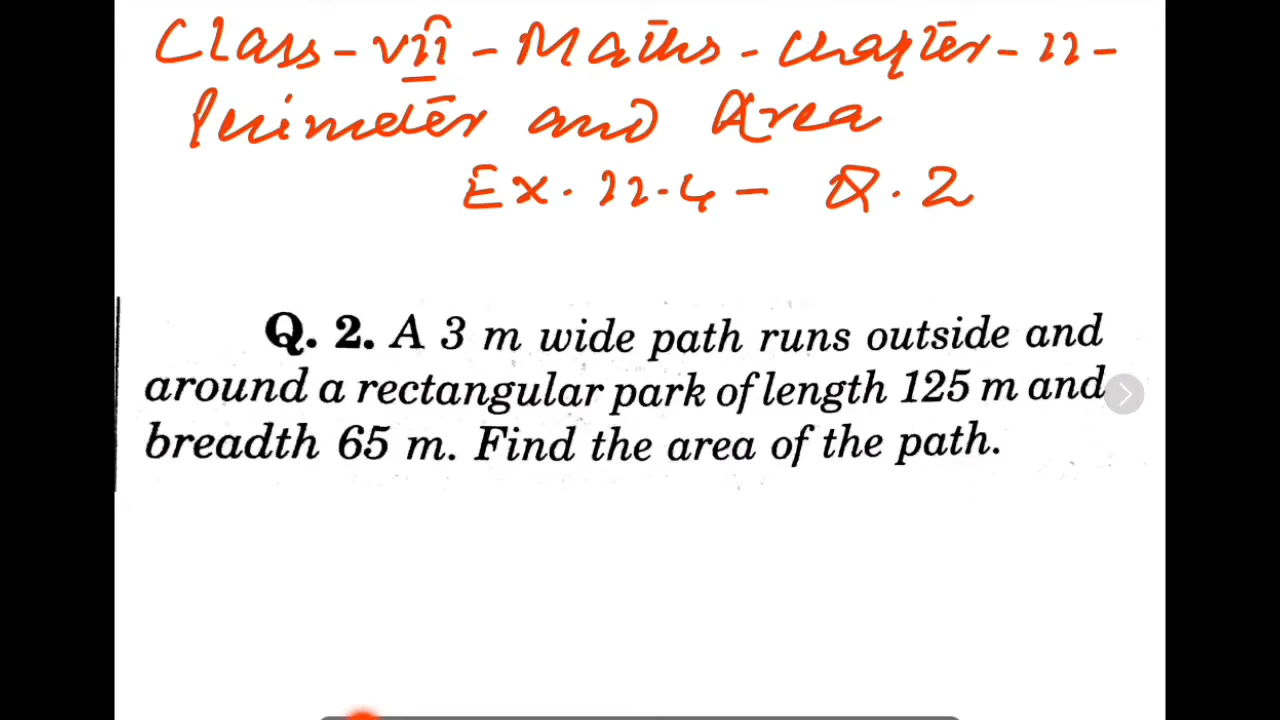 Class - VII - Maths - Chapter - 11 -
Perimeter and Area
Ex. 11.4 - Q. 2
Q. 2. A 3 m wide path runs outside and
around a rectangular park of length 125 m and
breadth 65 m. Find the area of the path.